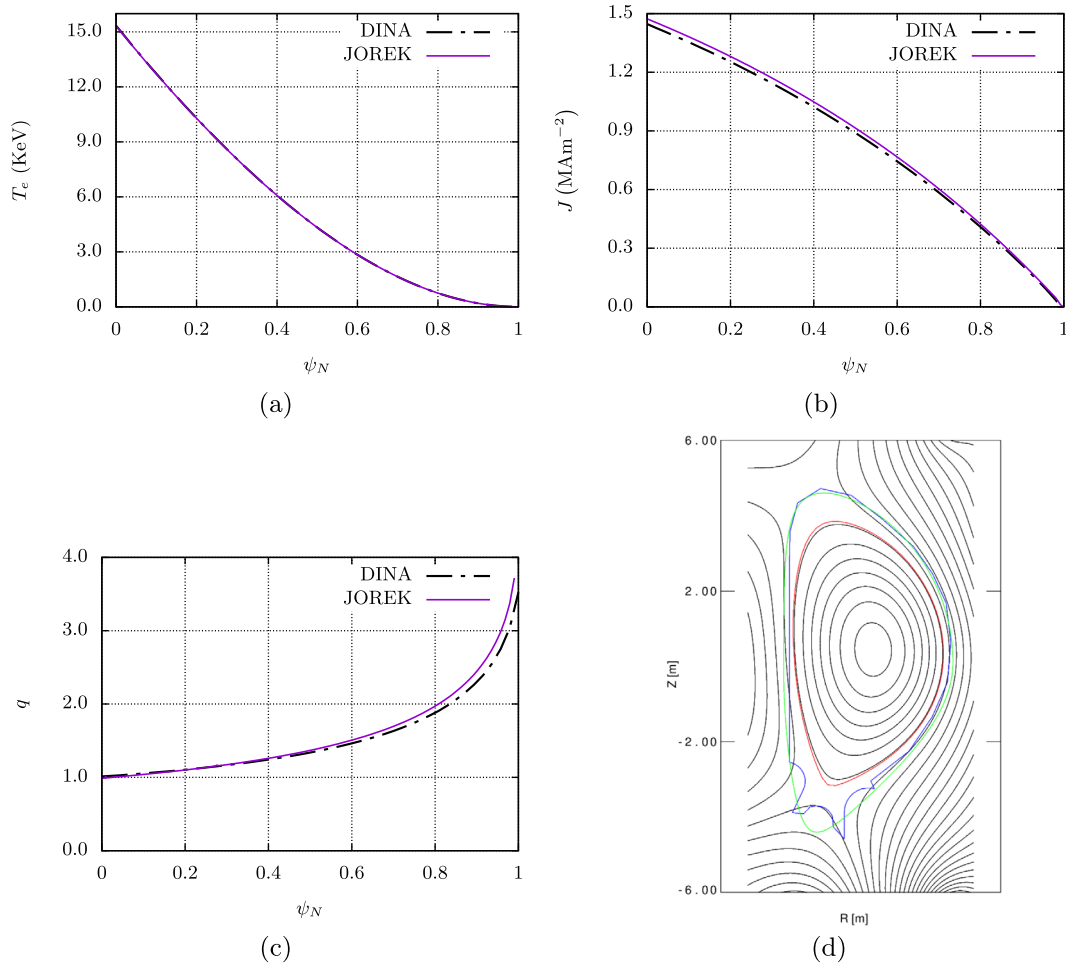 15.0
12.0
9.0
6.0
3.0
0.0
T_e (KeV)
DINA
JOREK
0 0.2 0.4 0.6 0.8 1
ψ_N
(a)
1.5
1.2
0.9
0.6
0.3
0.0
J (MAm⁻²)
DINA
JOREK
0 0.2 0.4 0.6 0.8 1
ψ_N
(b)
4.0
3.0
2.0
1.0
0.0
q
DINA
JOREK
0 0.2 0.4 0.6 0.8 1
ψ_N
(c)
6.00
2.00
-2.00
-6.00
Z [m]
R [m]
(d)